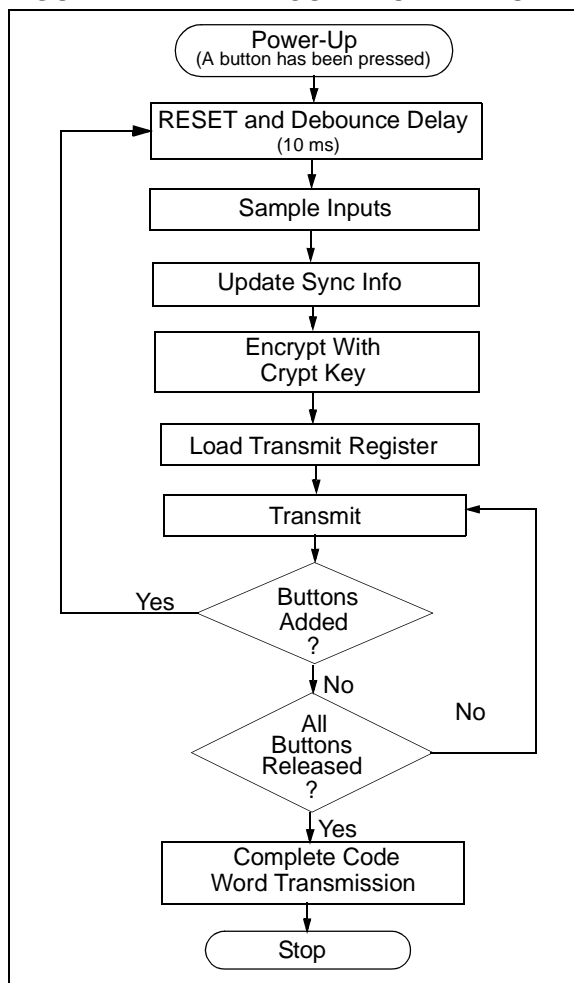 Power-Up
(A button has been pressed)
RESET and Debounce Delay
(10 ms)
Sample Inputs
Update Sync Info
Encrypt With
Crypt Key
Load Transmit Register
Transmit
Yes
Buttons
Added
?
No
No
All
Buttons
Released
?
Yes
Complete Code
Word Transmission
Stop